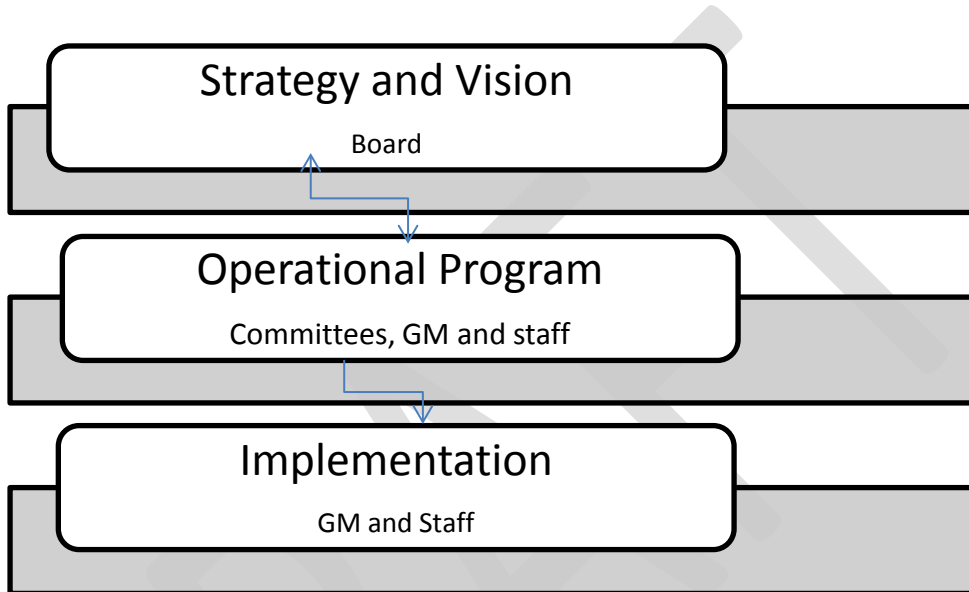 Strategy and Vision
Board
Operational Program
Committees, GM and staff
Implementation
GM and Staff